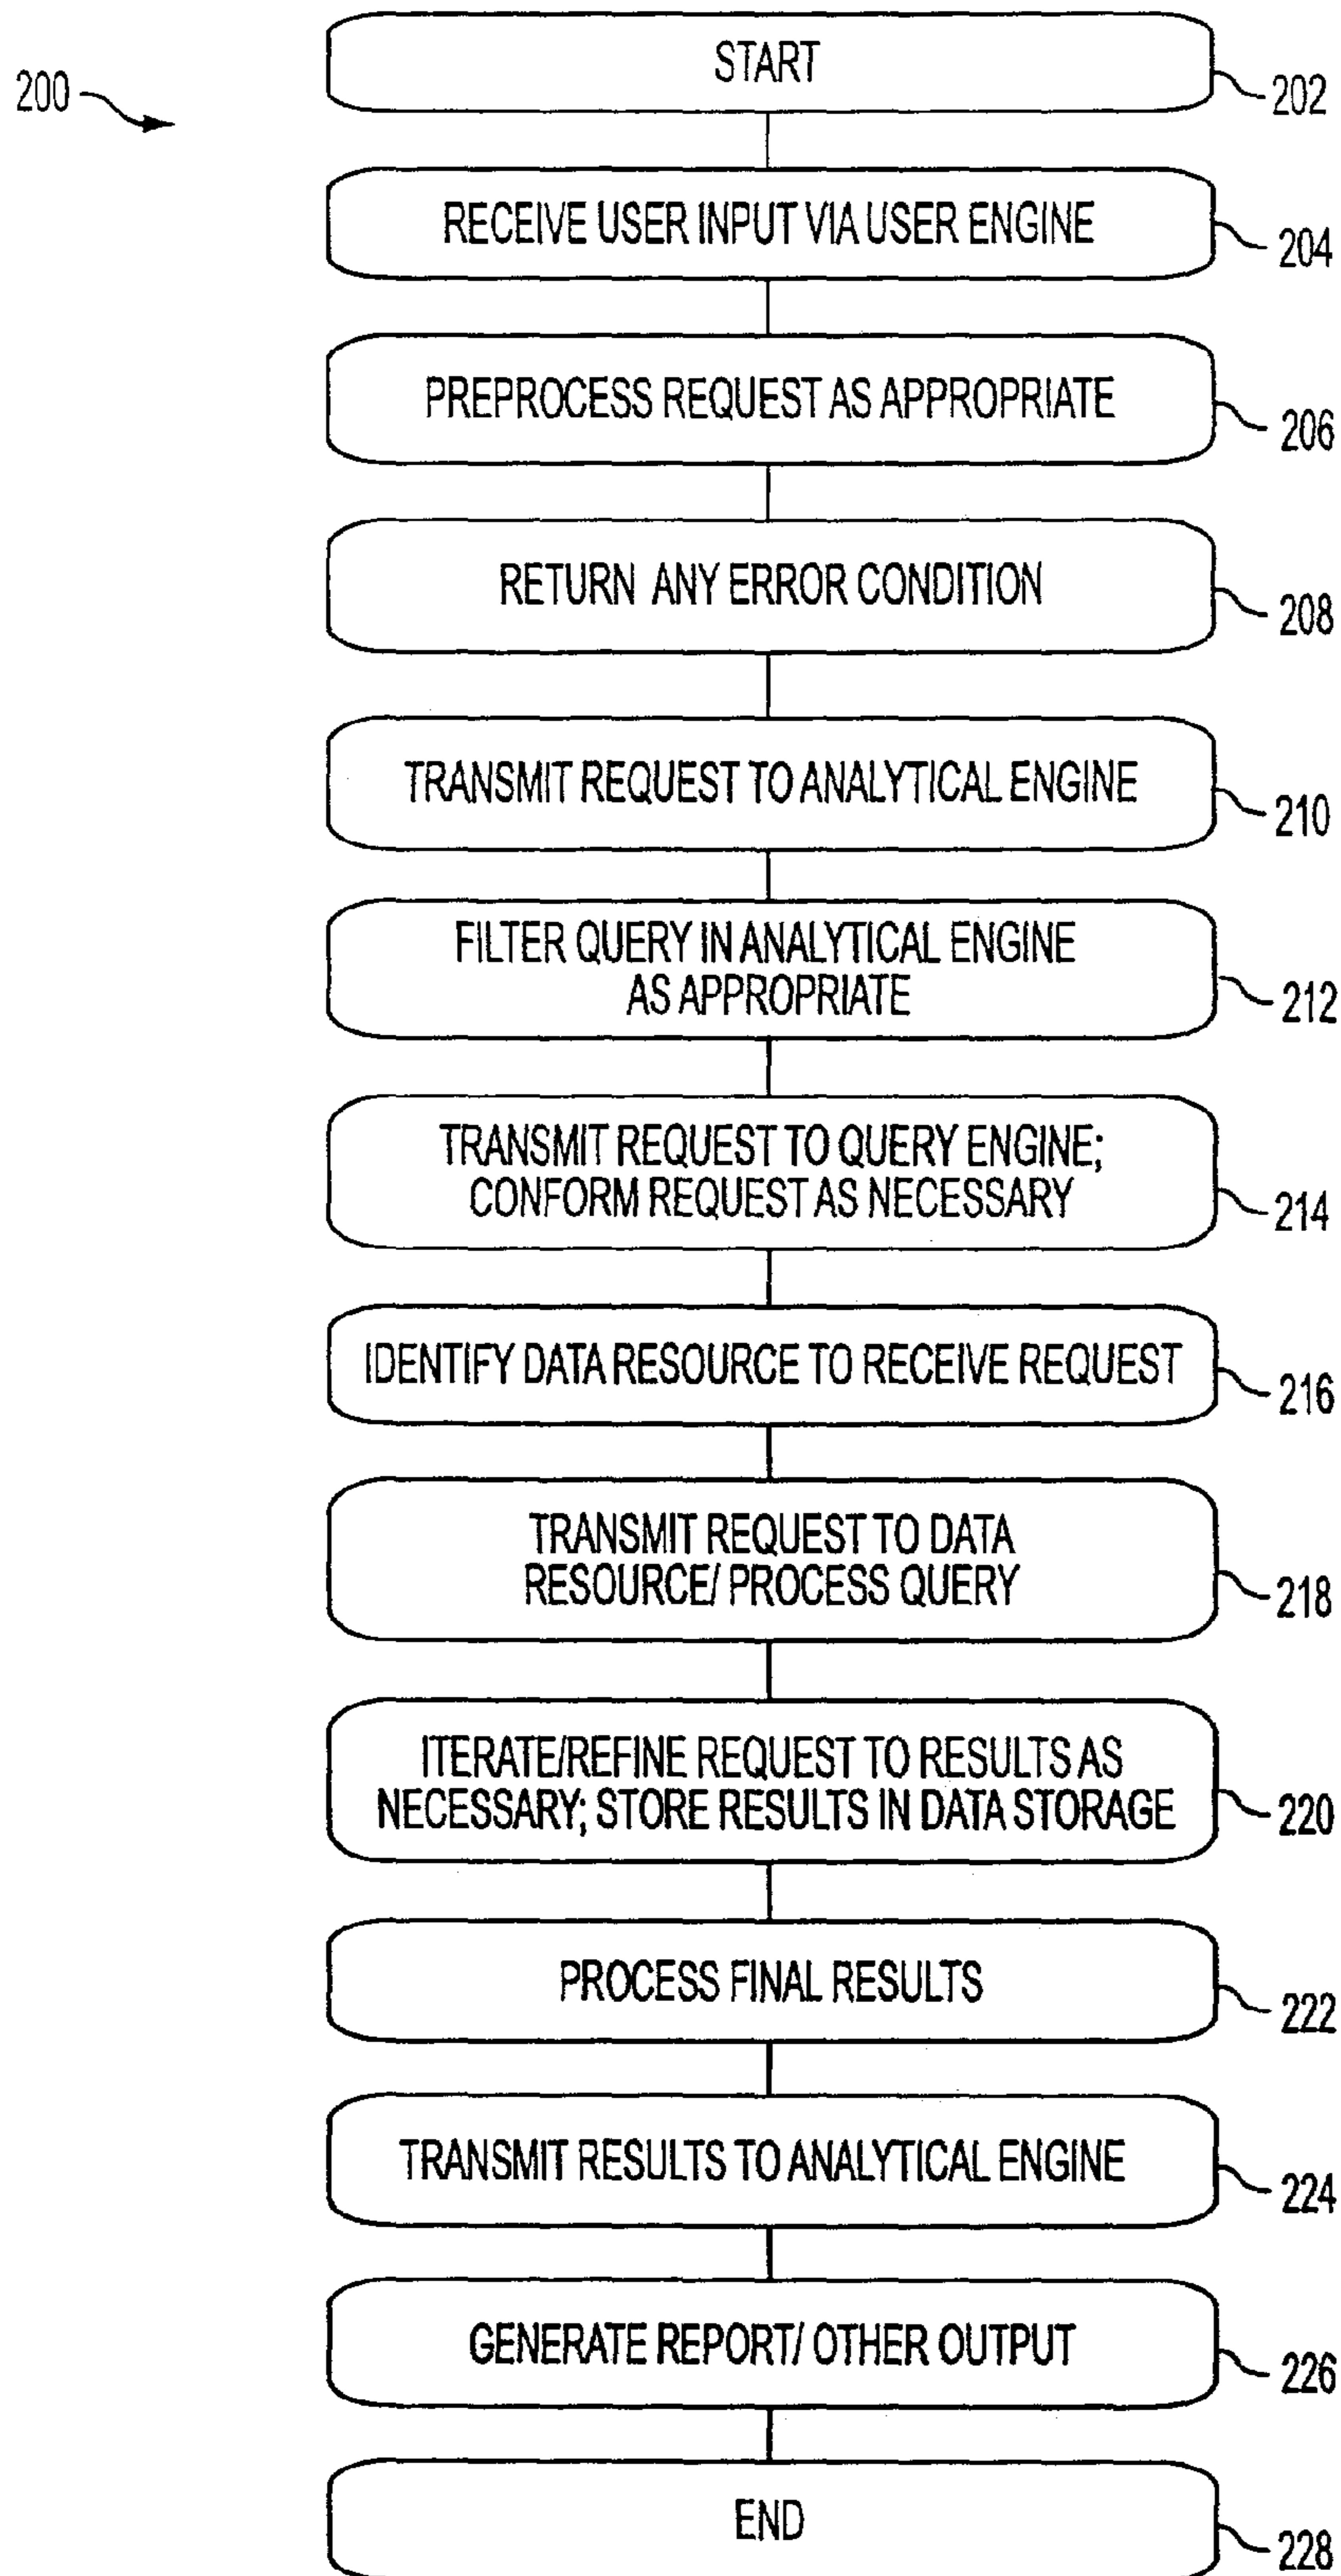 200
START
202
RECEIVE USER INPUT VIA USER ENGINE
204
PREPROCESS REQUEST AS APPROPRIATE
206
RETURN ANY ERROR CONDITION
208
TRANSMIT REQUEST TO ANALYTICAL ENGINE
210
FILTER QUERY IN ANALYTICAL ENGINE
AS APPROPRIATE
212
TRANSMIT REQUEST TO QUERY ENGINE;
CONFORM REQUEST AS NECESSARY
214
IDENTIFY DATA RESOURCE TO RECEIVE REQUEST
216
TRANSMIT REQUEST TO DATA
RESOURCE/ PROCESS QUERY
218
ITERATE/REFINE REQUEST TO RESULTS AS
NECESSARY; STORE RESULTS IN DATA STORAGE
220
PROCESS FINAL RESULTS
222
TRANSMIT RESULTS TO ANALYTICAL ENGINE
224
GENERATE REPORT/ OTHER OUTPUT
226
END
228